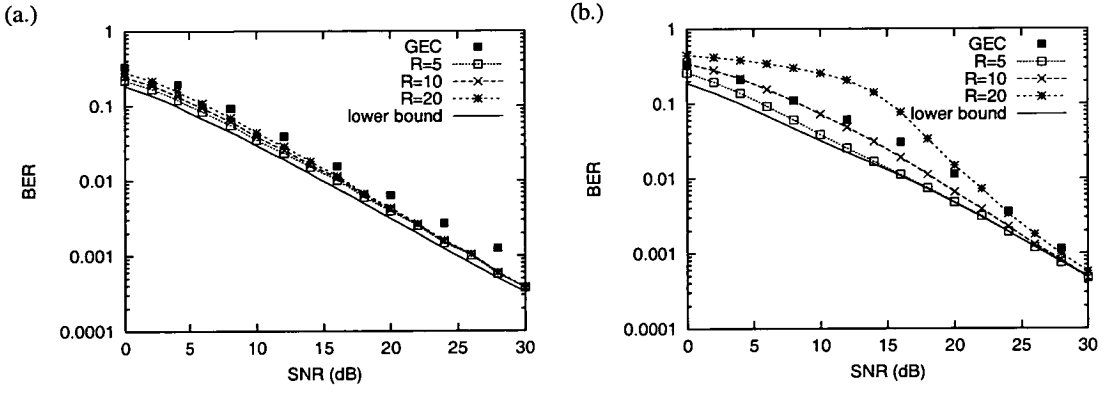 (a.)
1
0.1
0.01
0.001
0.0001
BER
0 5 10 15 20 25 30
SNR (dB)
GEC
R=5
R=10
R=20
lower bound
(b.)
1
0.1
0.01
0.001
0.0001
BER
0 5 10 15 20 25 30
SNR (dB)
GEC
R=5
R=10
R=20
lower bound